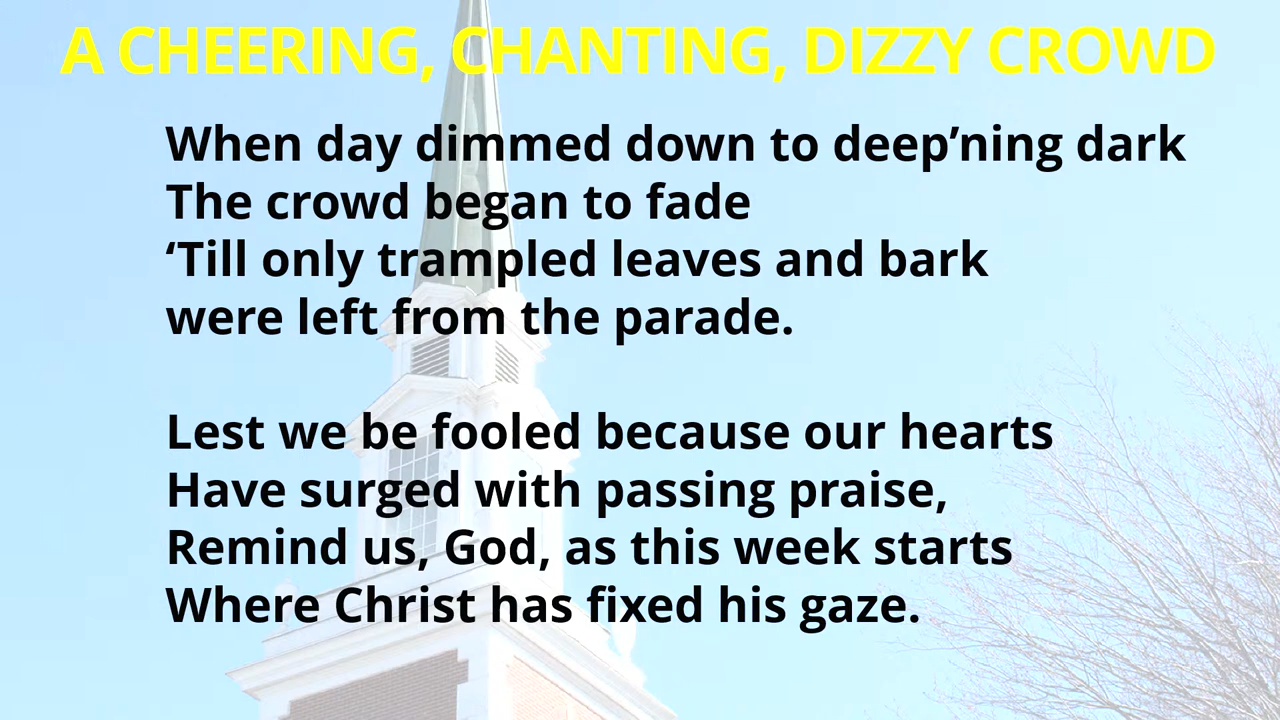 A CHEERING, CHANTING, DIZZY CROWD
When day dimmed down to deep’ning dark
The crowd began to fade
‘Till only trampled leaves and bark
were left from the parade.
Lest we be fooled because our hearts
Have surged with passing praise,
Remind us, God, as this week starts
Where Christ has fixed his gaze.